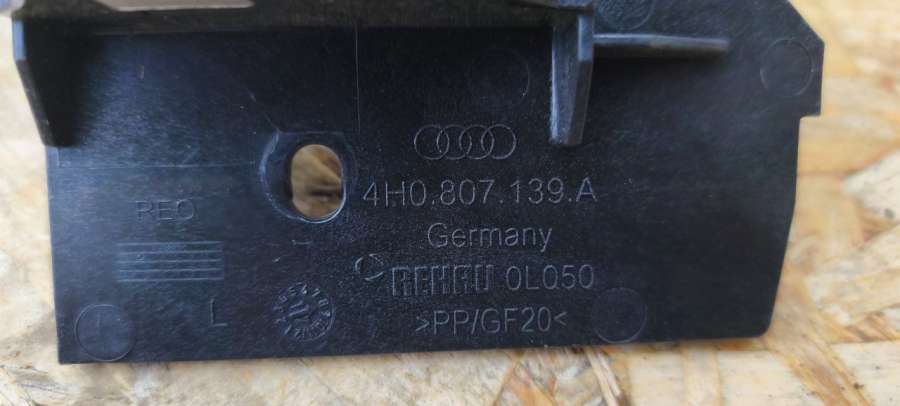 4H0.807.139.A
REO
Germany
REHAU 0L050
L
>PP/GF20<